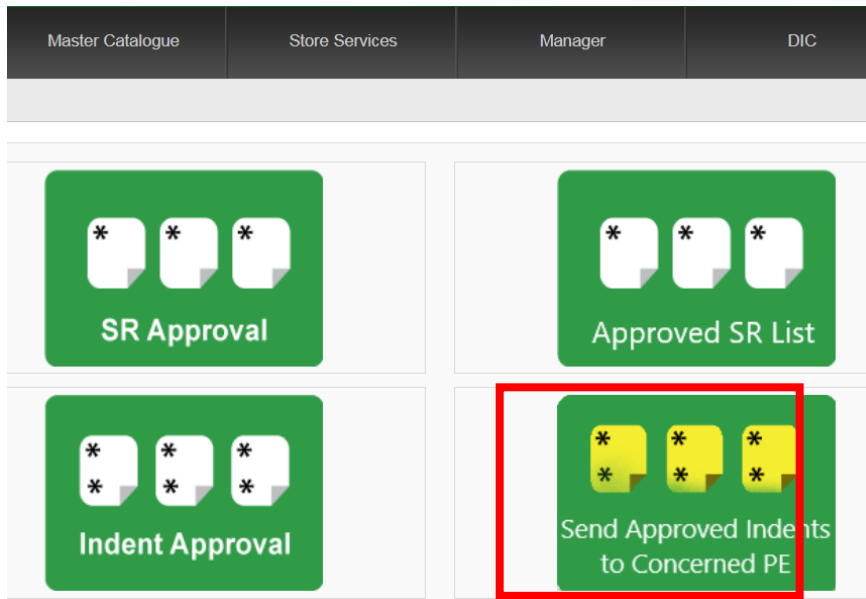 Master Catalogue
Store Services
Manager
DIC
* * *
SR Approval
* * *
Approved SR List
* * *
* * *
Indent Approval
* * *
* * *
Send Approved Indents
to Concerned PE